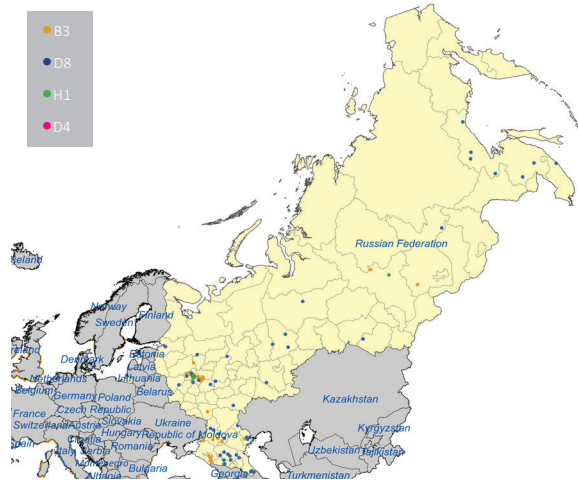 B3
D8
H1
D4
Russian Federation
Norway
Finland
Sweden
Denmark
Estonia
Latvia
Lithuania
Netherlands
Belgium
Germany
Poland
Belarus
Kazakhstan
France
Czech Republic
Slovakia
Ukraine
Switzerland
Austria
Hungary
Republic of Moldova
Kyrgyzstan
Croatia
Romania
Uzbekistan
Tajikistan
Italy
Serbia
Montenegro
Bulgaria
Albania
Georgia
Turkmenistan